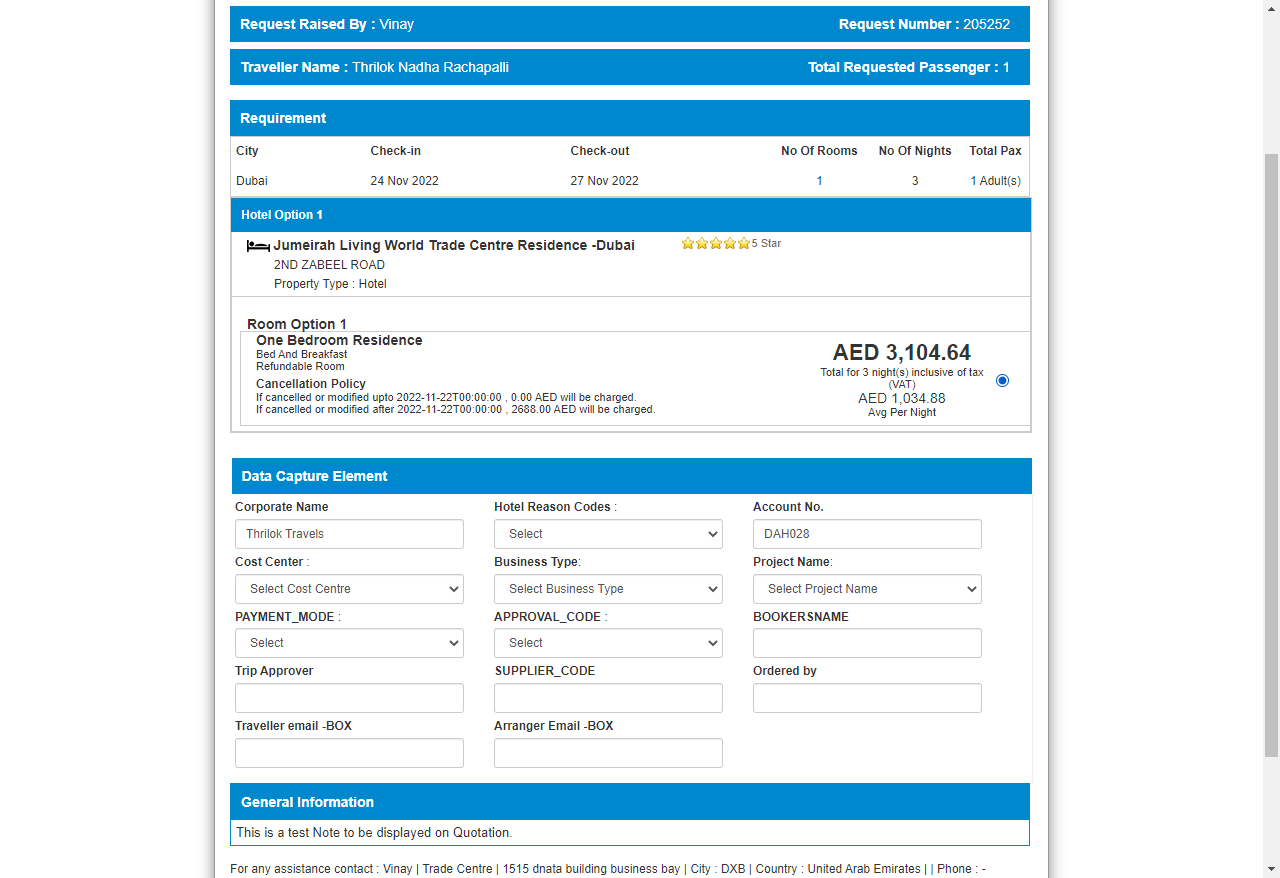 Request Raised By : Vinay Request Number : 205252
Traveller Name : Thrilok Nadha Rachapalli Total Requested Passenger : 1
Requirement
City Check-in Check-out No Of Rooms No Of Nights Total Pax
Dubai 24 Nov 2022 27 Nov 2022 1 3 1 Adult(s)
Hotel Option 1
Jumeirah Living World Trade Centre Residence -Dubai 5 Star
2ND ZABEEL ROAD
Property Type : Hotel
Room Option 1
One Bedroom Residence
Bed And Breakfast
Refundable Room
Cancellation Policy
If cancelled or modified upto 2022-11-22T00:00:00 , 0.00 AED will be charged.
If cancelled or modified after 2022-11-22T00:00:00 , 2688.00 AED will be charged.
AED 3,104.64
Total for 3 night(s) inclusive of tax
(VAT)
AED 1,034.88
Avg Per Night
Data Capture Element
Corporate Name Hotel Reason Codes : Account No.
Thrilok Travels Select DAH028
Cost Center : Business Type: Project Name:
Select Cost Centre Select Business Type Select Project Name
PAYMENT_MODE : APPROVAL_CODE : BOOKERSNAME
Select Select
Trip Approver SUPPLIER_CODE Ordered by
Traveller email -BOX Arranger Email -BOX
General Information
This is a test Note to be displayed on Quotation.
For any assistance contact : Vinay | Trade Centre | 1515 dnata building business bay | City : DXB | Country : United Arab Emirates | | Phone : -